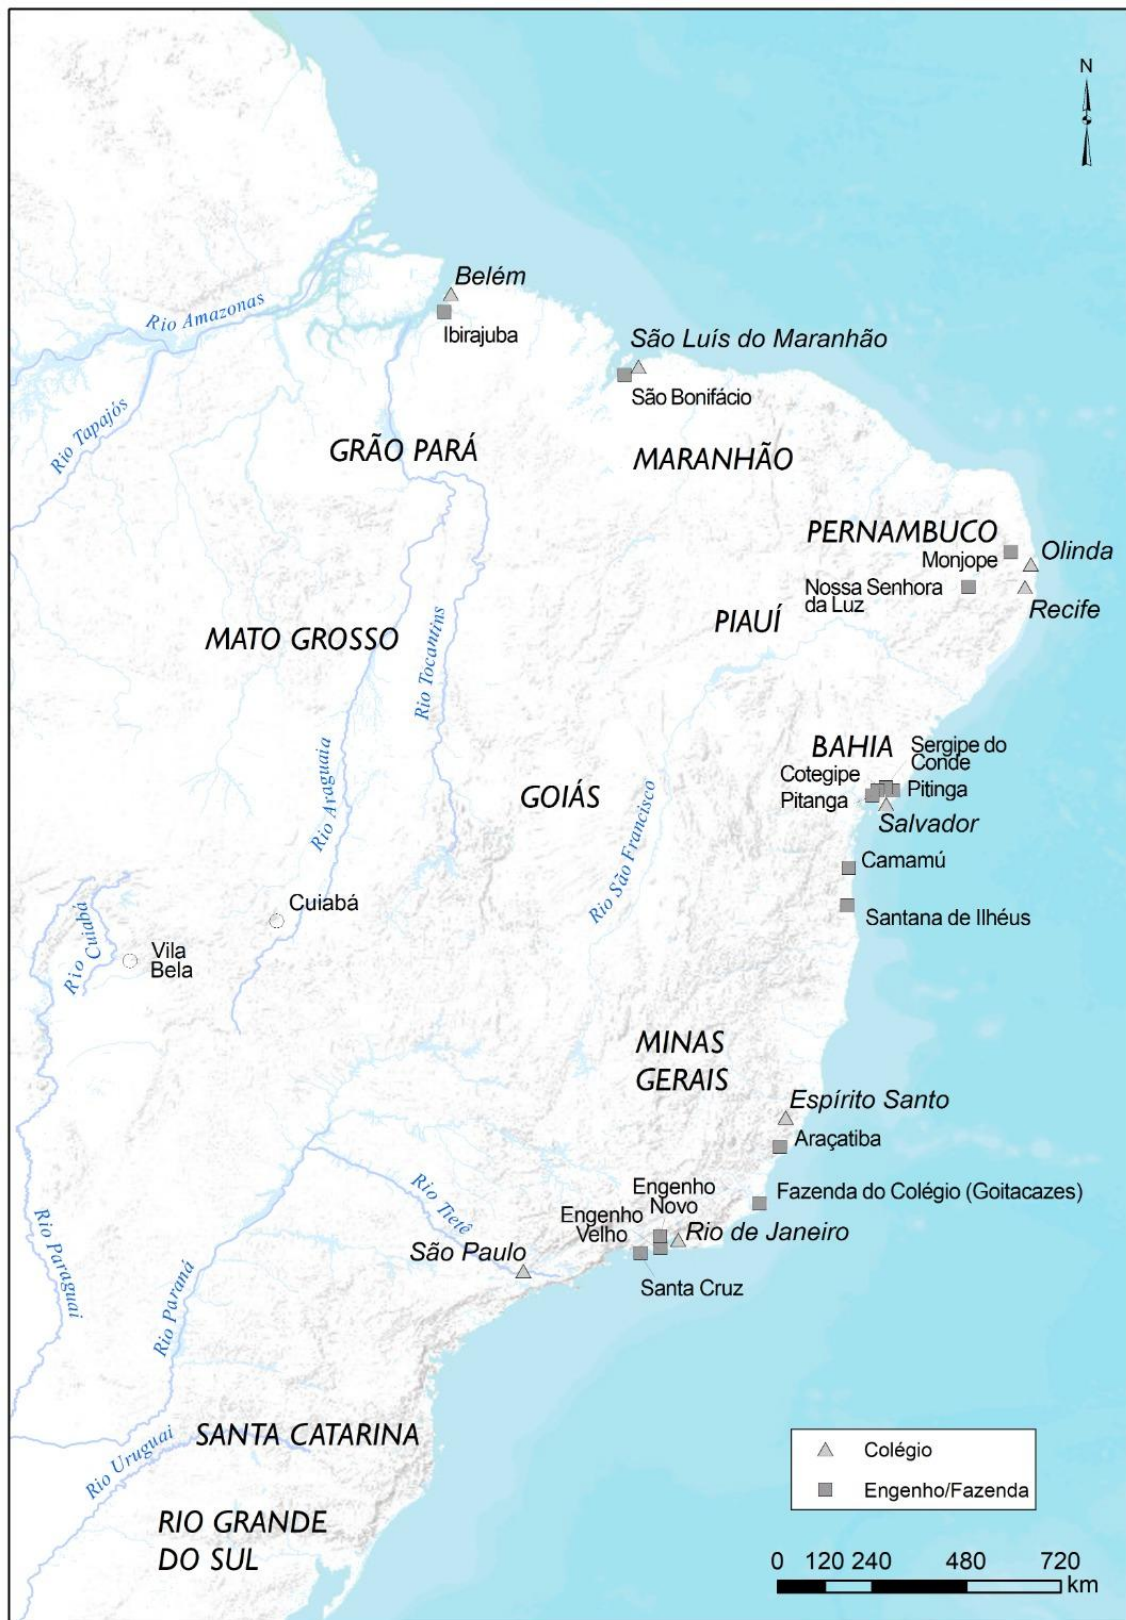 N
Belém
Rio Amazonas
Ibirajuba
São Luís do Maranhão
São Bonifácio
Rio Tapajós
GRÃO PARÁ
MARANHÃO
PERNAMBUCO
Monjope
Olinda
Nossa Senhora
da Luz
Recife
PIAUÍ
MATO GROSSO
Rio Tocantins
BAHIA
Sergipe do
Conde
Cotegipe
Pitanga
Pitinga
Salvador
Rio Araguaia
GOIÁS
Rio São Francisco
Camamú
Santana de Ilhéus
Cuiabá
Rio Cuiabá
Vila
Bela
MINAS
GERAIS
Espírito Santo
Araçatiba
Fazenda do Colégio (Goitacazes)
Engenho
Novo
Engenho
Velho
Rio de Janeiro
Rio Tietê
São Paulo
Santa Cruz
Rio Paraguai
Rio Paraná
SANTA CATARINA
Rio Uruguai
RIO GRANDE
DO SUL
Colégio
Engenho/Fazenda
0 120 240 480 720
km